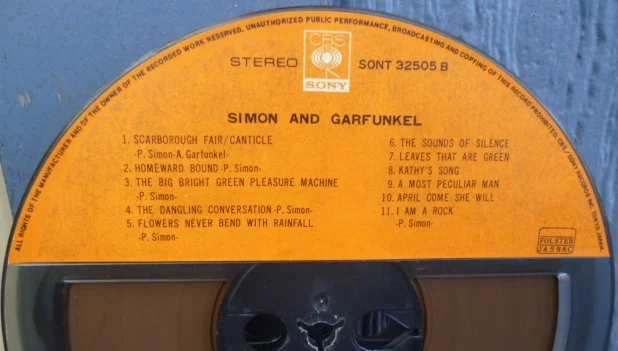 ALL RIGHTS OF THE MANUFACTURER AND OF THE OWNER OF THE RECORDED WORK RESERVED. UNAUTHORIZED PUBLIC PERFORMANCE, BROADCASTING AND COPYING OF THIS RECORD PROHIBITED. CBS/SONY RECORDS INC. TOKYO, JAPAN.
CBS
STEREO
SONT 32505 B
SONY
SIMON AND GARFUNKEL
1. SCARBOROUGH FAIR/CANTICLE
-P. Simon-A. Garfunkel-
2. HOMEWARD BOUND -P. Simon-
3. THE BIG BRIGHT GREEN PLEASURE MACHINE
-P. Simon-
4. THE DANGLING CONVERSATION -P. Simon-
5. FLOWERS NEVER BEND WITH RAINFALL
-P. Simon-
6. THE SOUNDS OF SILENCE
7. LEAVES THAT ARE GREEN
8. KATHY'S SONG
9. A MOST PECULIAR MAN
10. APRIL COME SHE WILL
11. I AM A ROCK
-P. Simon-
FOLSTER
JASRAC